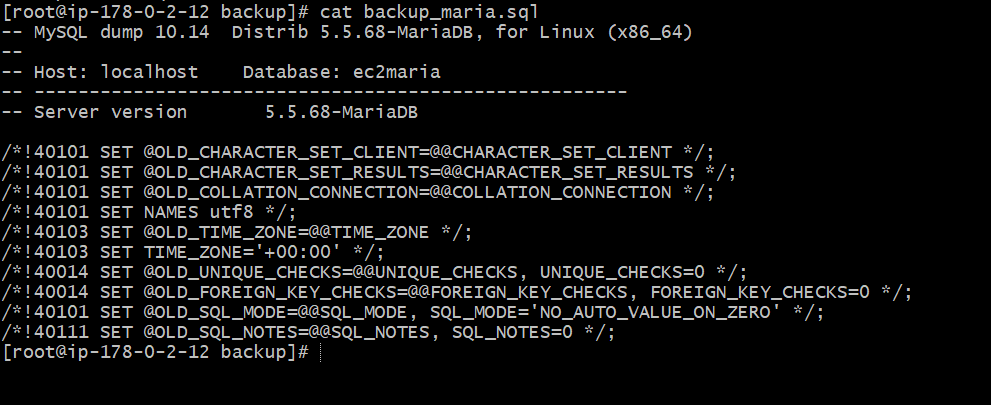 [root@ip-178-0-2-12 backup]# cat backup_maria.sql
-- MySQL dump 10.14  Distrib 5.5.68-MariaDB, for Linux (x86_64)
--
-- Host: localhost    Database: ec2maria
-- ------------------------------------------------------
-- Server version       5.5.68-MariaDB

/*!40101 SET @OLD_CHARACTER_SET_CLIENT=@@CHARACTER_SET_CLIENT */;
/*!40101 SET @OLD_CHARACTER_SET_RESULTS=@@CHARACTER_SET_RESULTS */;
/*!40101 SET @OLD_COLLATION_CONNECTION=@@COLLATION_CONNECTION */;
/*!40101 SET NAMES utf8 */;
/*!40103 SET @OLD_TIME_ZONE=@@TIME_ZONE */;
/*!40103 SET TIME_ZONE='+00:00' */;
/*!40014 SET @OLD_UNIQUE_CHECKS=@@UNIQUE_CHECKS, UNIQUE_CHECKS=0 */;
/*!40014 SET @OLD_FOREIGN_KEY_CHECKS=@@FOREIGN_KEY_CHECKS, FOREIGN_KEY_CHECKS=0 */;
/*!40101 SET @OLD_SQL_MODE=@@SQL_MODE, SQL_MODE='NO_AUTO_VALUE_ON_ZERO' */;
/*!40111 SET @OLD_SQL_NOTES=@@SQL_NOTES, SQL_NOTES=0 */;
[root@ip-178-0-2-12 backup]#